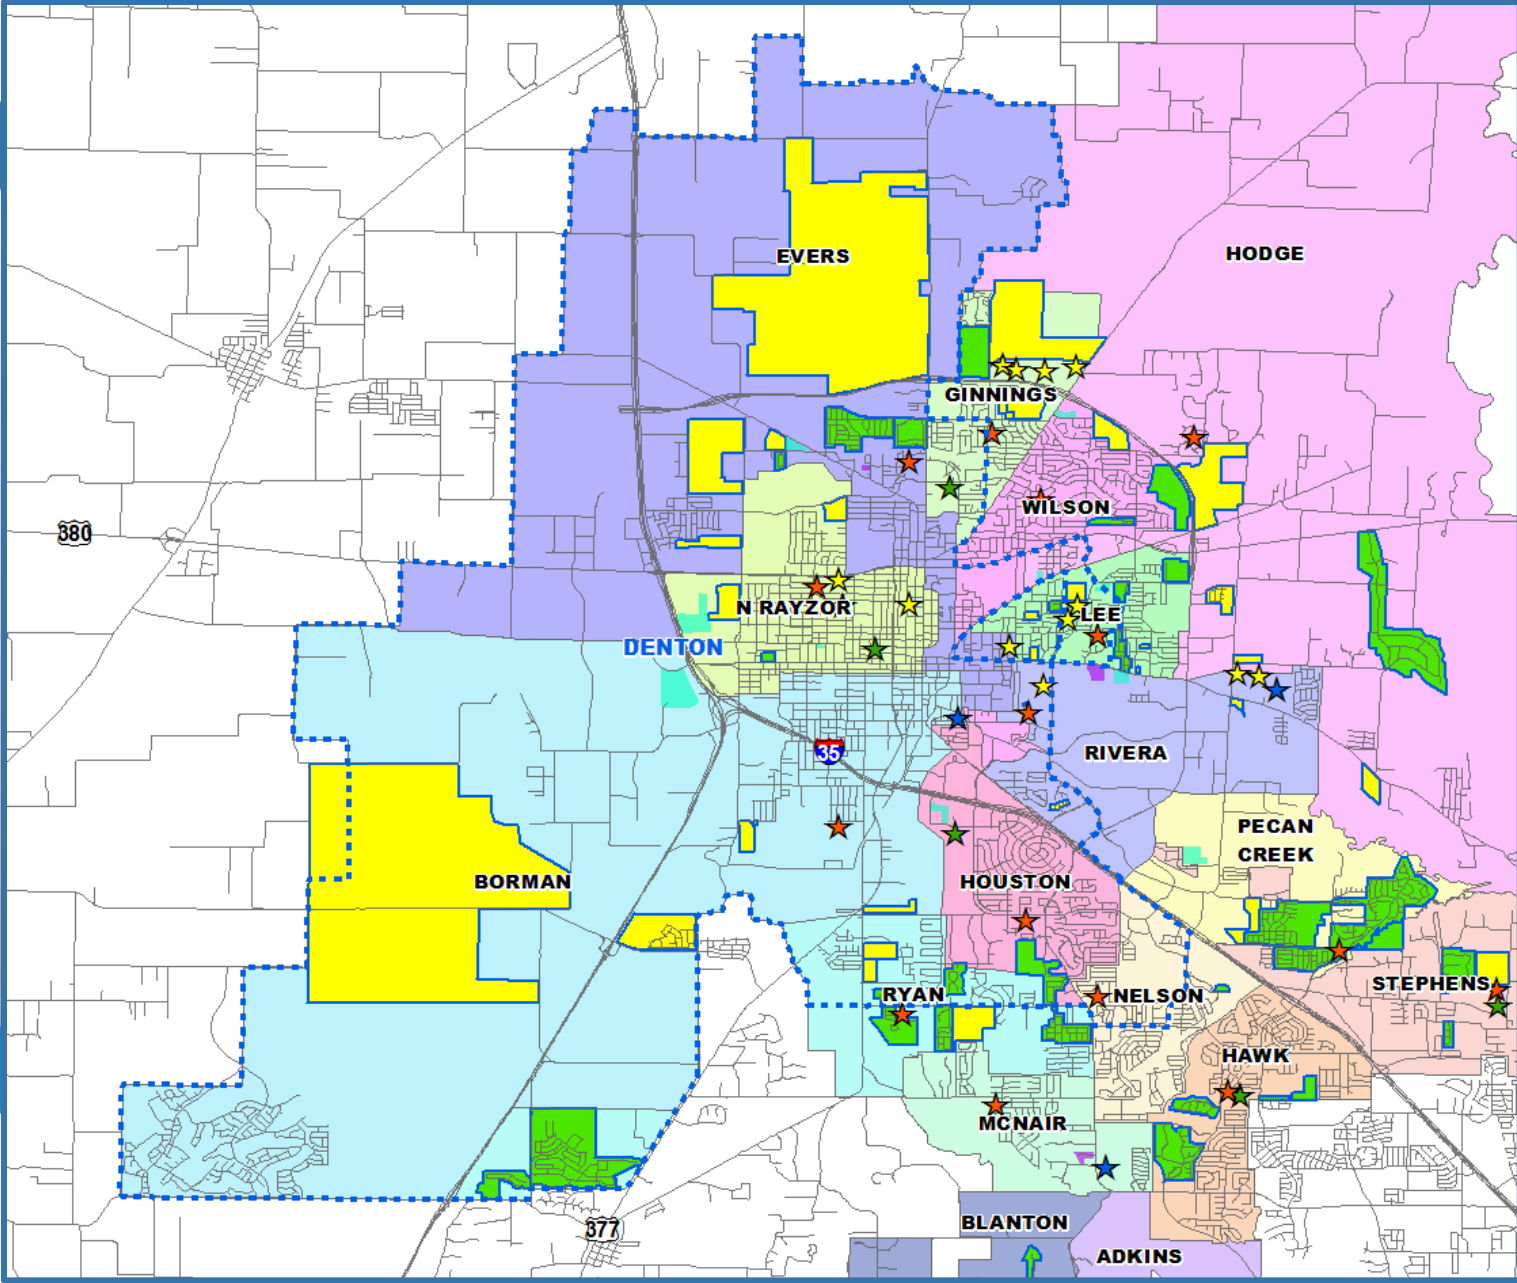 EVERS
HODGE
GINNINGS
WILSON
380
N RAYZOR
LEE
DENTON
35
RIVERA
PECAN
CREEK
BORMAN
HOUSTON
RYAN
NELSON
STEPHENS
HAWK
MCNAIR
BLANTON
377
ADKINS